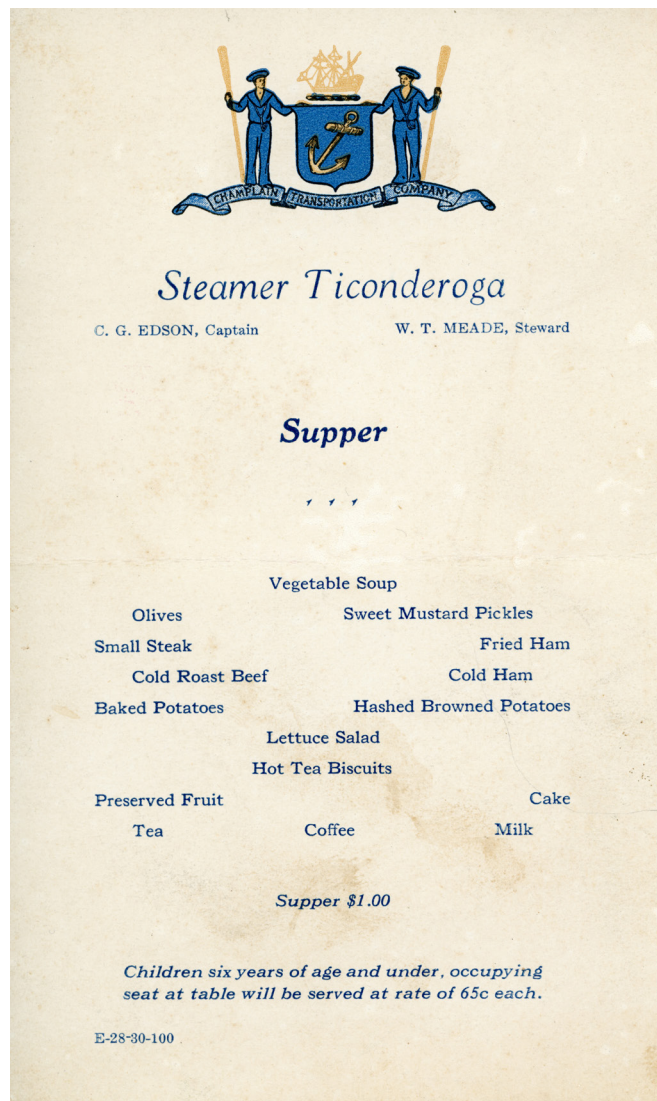 CHAMPLAIN TRANSPORTATION COMPANY
Steamer Ticonderoga
C. G. EDSON, Captain W. T. MEADE, Steward
Supper
Vegetable Soup
Olives Sweet Mustard Pickles
Small Steak Fried Ham
Cold Roast Beef Cold Ham
Baked Potatoes Hashed Browned Potatoes
Lettuce Salad
Hot Tea Biscuits
Preserved Fruit Cake
Tea Coffee Milk
Supper $1.00
Children six years of age and under, occupying
seat at table will be served at rate of 65c each.
E-28-30-100